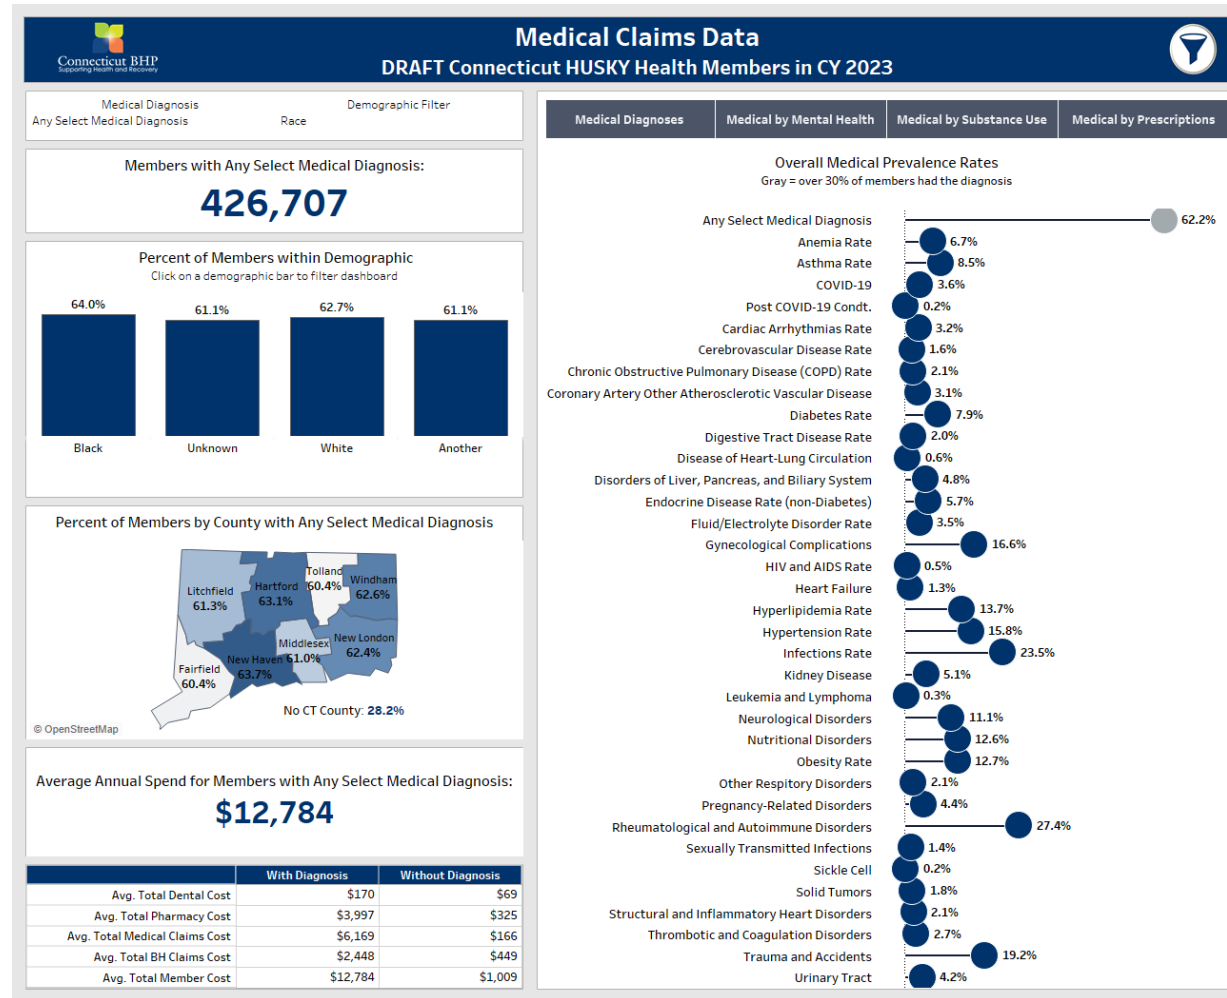 Medical Claims Data
DRAFT Connecticut HUSKY Health Members in CY 2023
Connecticut BHP
Supporting Health and Recovery
Medical Diagnosis
Any Select Medical Diagnosis
Demographic Filter
Race
Members with Any Select Medical Diagnosis:
426,707
Percent of Members within Demographic
Click on a demographic bar to filter dashboard
64.0% 61.1% 62.7% 61.1%
Black Unknown White Another
Percent of Members by County with Any Select Medical Diagnosis
Litchfield
61.3%
Hartford
63.1%
Tolland
60.4%
Windham
62.6%
Fairfield
60.4%
New Haven
63.7%
Middlesex
61.0%
New London
62.4%
No CT County: 28.2%
© OpenStreetMap
Average Annual Spend for Members with Any Select Medical Diagnosis:
$12,784
With Diagnosis Without Diagnosis
Avg. Total Dental Cost $170 $69
Avg. Total Pharmacy Cost $3,997 $325
Avg. Total Medical Claims Cost $6,169 $166
Avg. Total BH Claims Cost $2,448 $449
Avg. Total Member Cost $12,784 $1,009
Medical Diagnoses Medical by Mental Health Medical by Substance Use Medical by Prescriptions
Overall Medical Prevalence Rates
Gray = over 30% of members had the diagnosis
Any Select Medical Diagnosis 62.2%
Anemia Rate 6.7%
Asthma Rate 8.5%
COVID-19 3.6%
Post COVID-19 Condt. 0.2%
Cardiac Arrhythmias Rate 3.2%
Cerebrovascular Disease Rate 1.6%
Chronic Obstructive Pulmonary Disease (COPD) Rate 2.1%
Coronary Artery Other Atherosclerotic Vascular Disease 3.1%
Diabetes Rate 7.9%
Digestive Tract Disease Rate 2.0%
Disease of Heart-Lung Circulation 0.6%
Disorders of Liver, Pancreas, and Biliary System 4.8%
Endocrine Disease Rate (non-Diabetes) 5.7%
Fluid/Electrolyte Disorder Rate 3.5%
Gynecological Complications 16.6%
HIV and AIDS Rate 0.5%
Heart Failure 1.3%
Hyperlipidemia Rate 13.7%
Hypertension Rate 15.8%
Infections Rate 23.5%
Kidney Disease 5.1%
Leukemia and Lymphoma 0.3%
Neurological Disorders 11.1%
Nutritional Disorders 12.6%
Obesity Rate 12.7%
Other Respitory Disorders 2.1%
Pregnancy-Related Disorders 4.4%
Rheumatological and Autoimmune Disorders 27.4%
Sexually Transmitted Infections 1.4%
Sickle Cell 0.2%
Solid Tumors 1.8%
Structural and Inflammatory Heart Disorders 2.1%
Thrombotic and Coagulation Disorders 2.7%
Trauma and Accidents 19.2%
Urinary Tract 4.2%